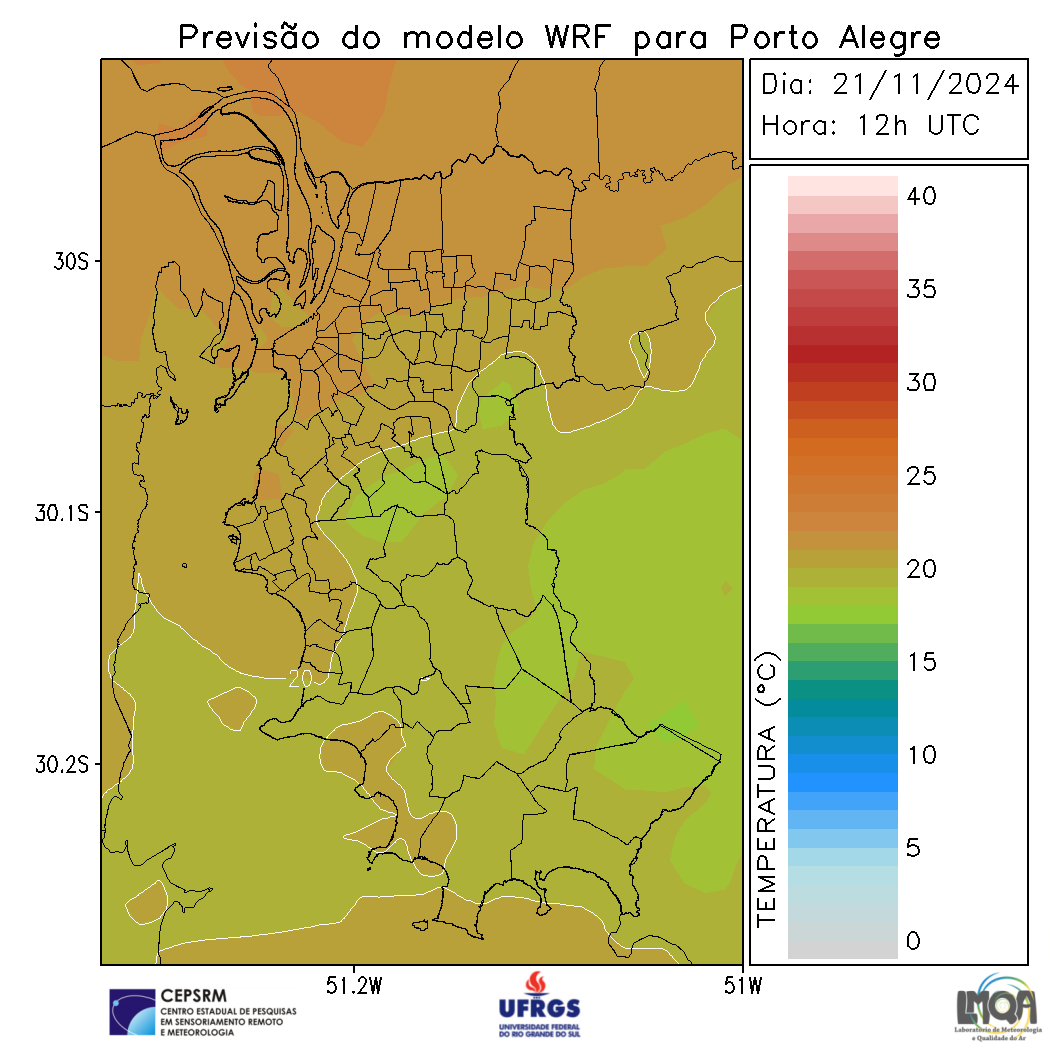 Previsão do modelo WRF para Porto Alegre
Dia: 21/11/2024
Hora: 12h UTC
40
35
30
25
20
15
10
5
0
TEMPERATURA (°C)
30S
30.1S
30.2S
20
51.2W
51W
CEPSRM
CENTRO ESTADUAL DE PESQUISAS
EM SENSORIAMENTO REMOTO
E METEOROLOGIA
UFRGS
UNIVERSIDADE FEDERAL
DO RIO GRANDE DO SUL
LMQA
Laboratório de Meteorologia
e Qualidade do Ar